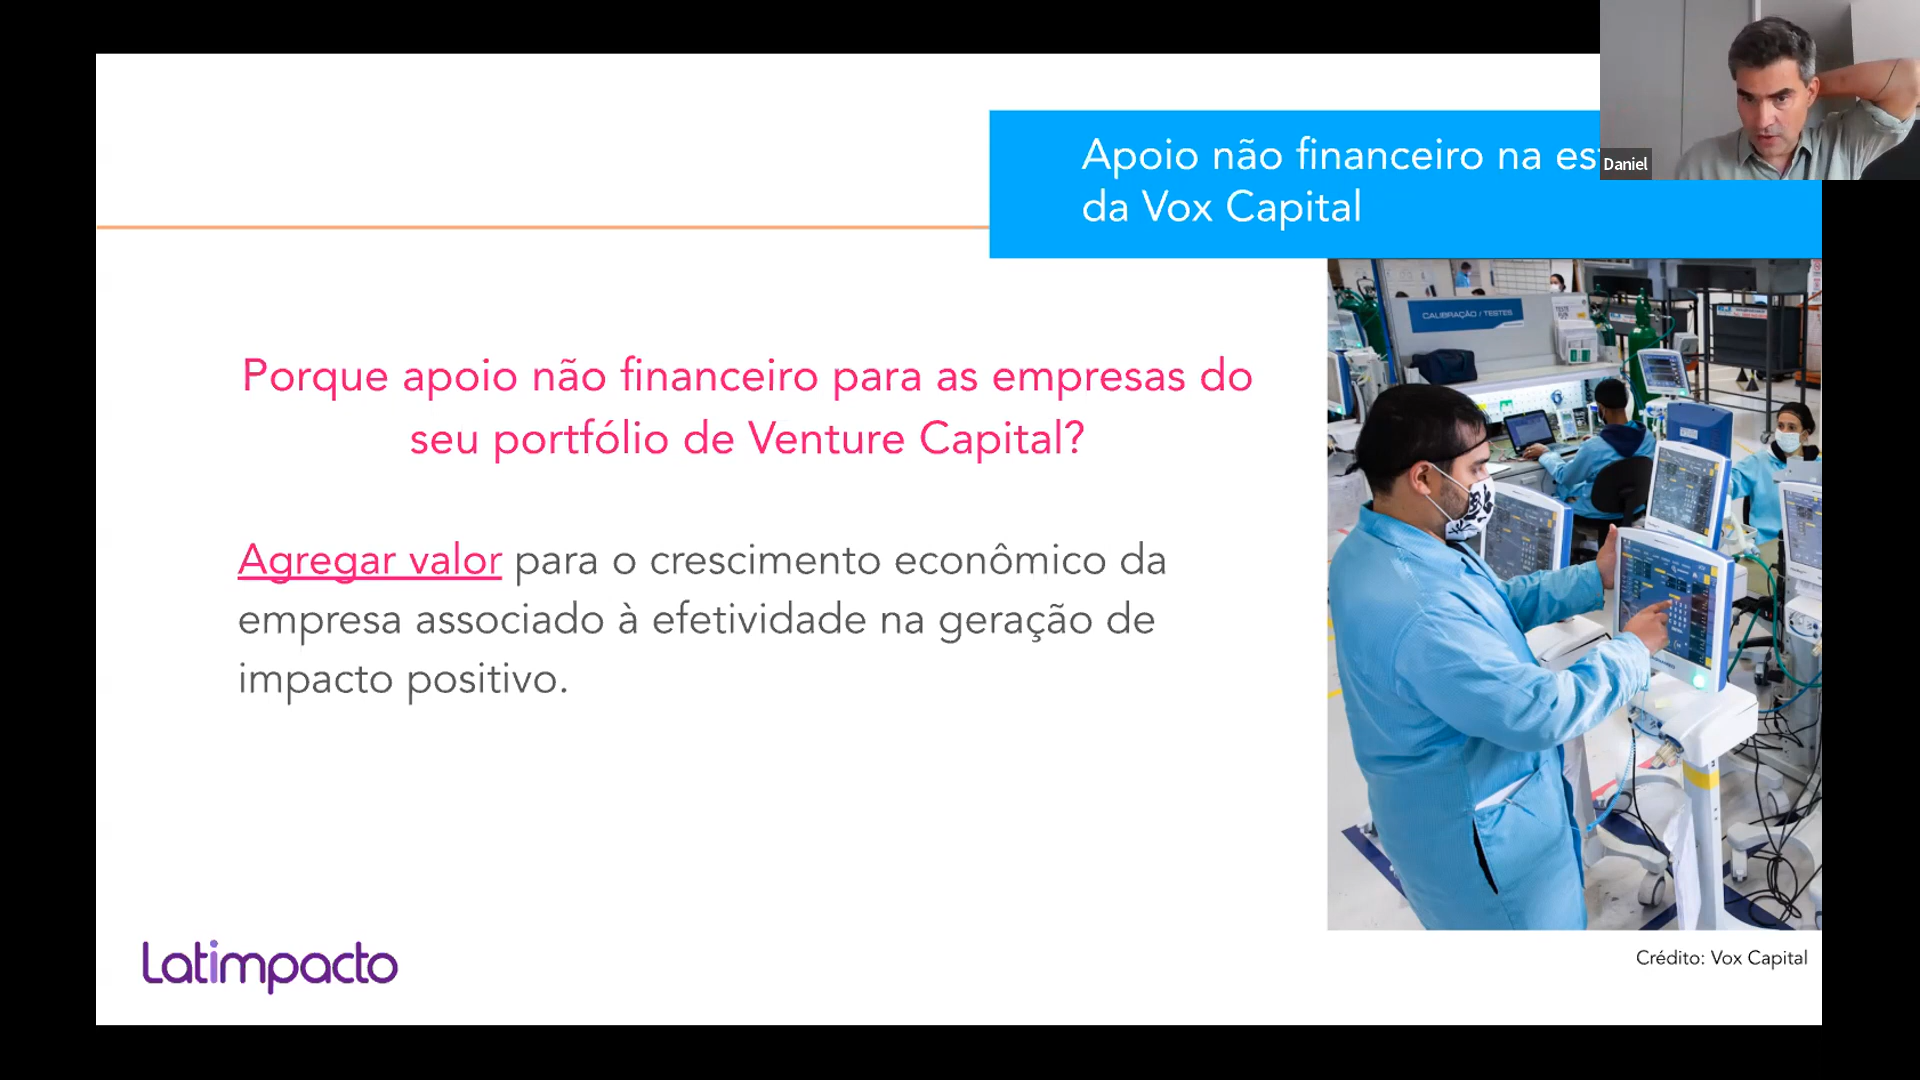 Apoio não financeiro na es
da Vox Capital
Daniel
CALIBRAÇÃO / TESTES
Porque apoio não financeiro para as empresas do
seu portfólio de Venture Capital?
Agregar valor para o crescimento econômico da
empresa associado à efetividade na geração de
impacto positivo.
Latimpacto
Crédito: Vox Capital